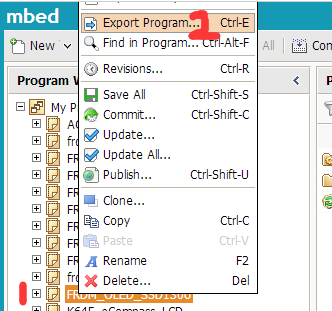 mbed
New
Export Program... Ctrl-E
1
Find in Program... Ctrl-Alt-F
Revisions... Ctrl-R
Save All Ctrl-Shift-S
Commit... Ctrl-Shift-C
Update...
Update All...
Publish... Ctrl-Shift-U
Clone...
Copy Ctrl-C
Paste Ctrl-V
Rename F2
Delete... Del
All
Com
Program W
P
My P
AC
fro
FR
FR
FR
FR
FR
FR
fro
1
FRDM_OLED_SSD1306
K64F_eCompass_LCD